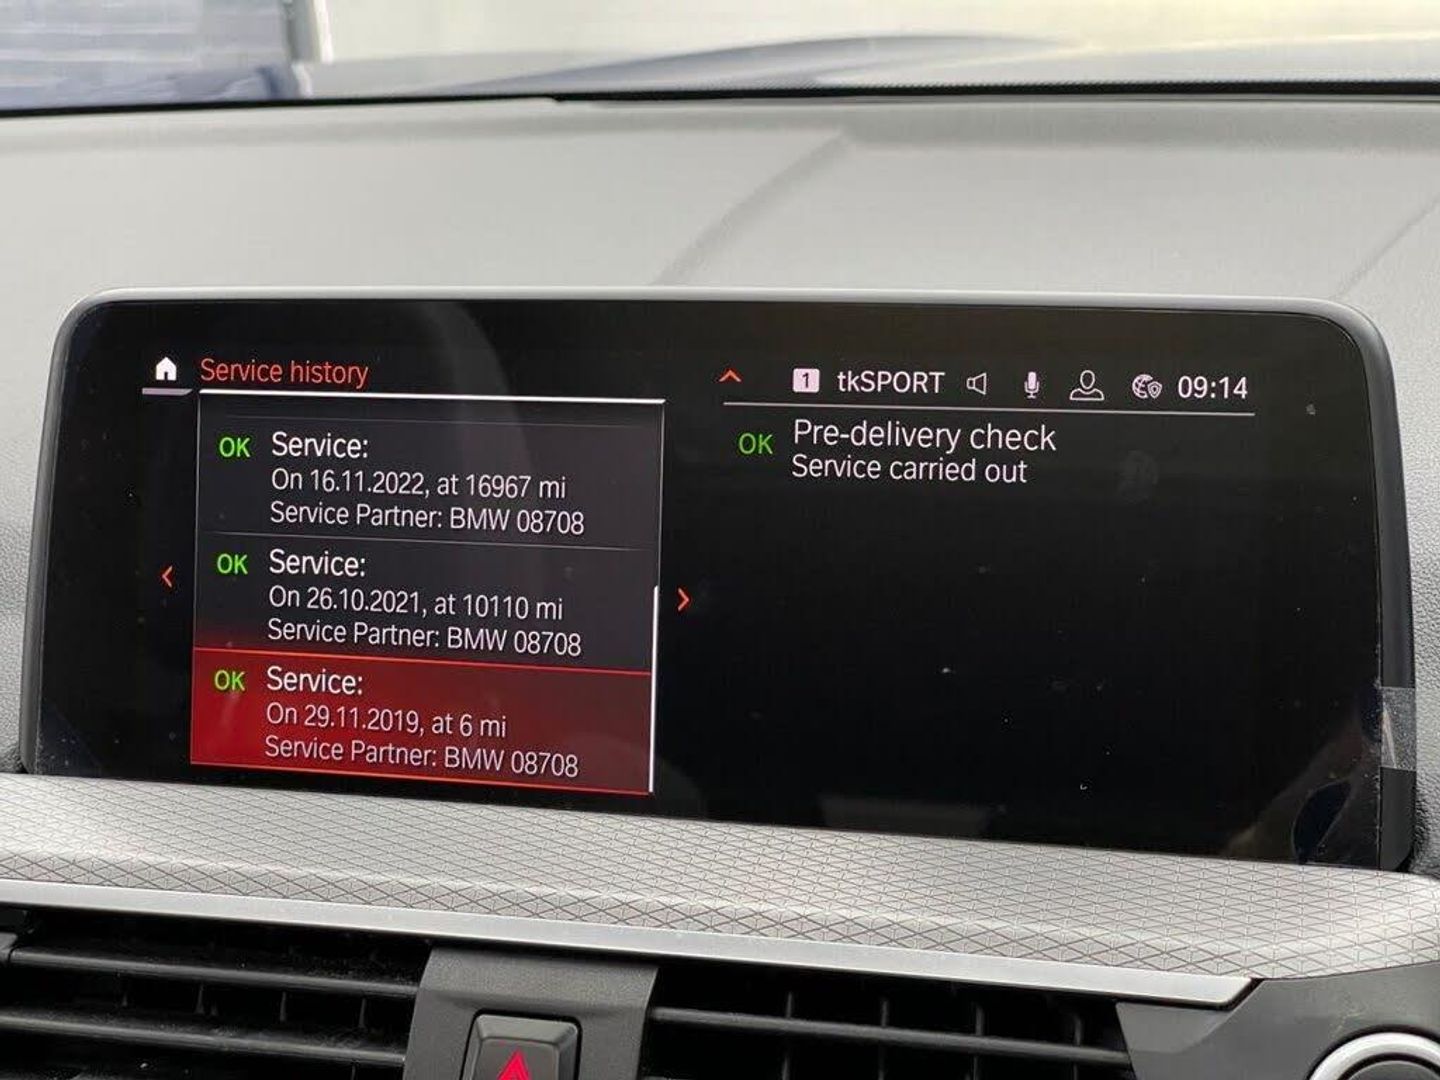 Service history
1 tkSPORT 09:14
OK Service:
On 16.11.2022, at 16967 mi
Service Partner: BMW 08708
OK Service:
On 26.10.2021, at 10110 mi
Service Partner: BMW 08708
OK Service:
On 29.11.2019, at 6 mi
Service Partner: BMW 08708
OK Pre-delivery check
Service carried out